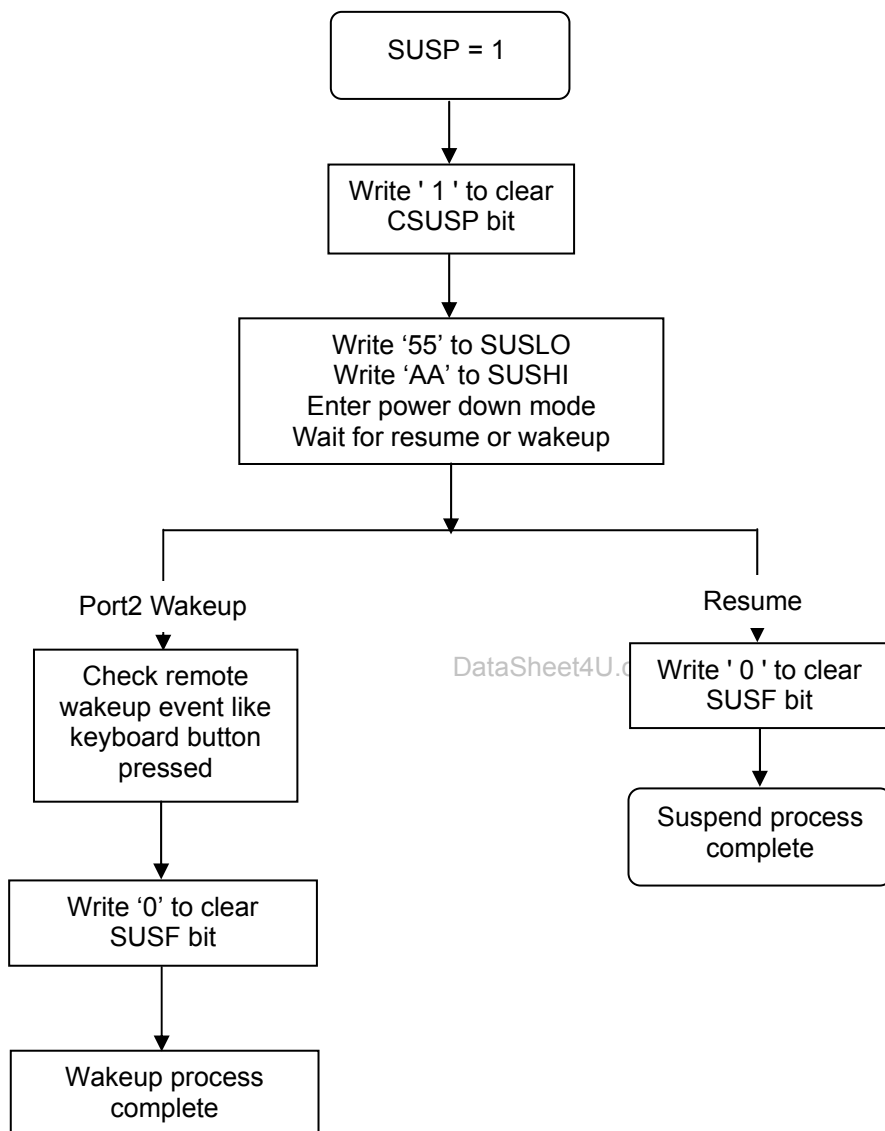 SUSP = 1
Write ' 1 ' to clear
CSUSP bit
Write ‘55’ to SUSLO
Write ‘AA’ to SUSHI
Enter power down mode
Wait for resume or wakeup
Port2 Wakeup
Resume
Check remote
wakeup event like
keyboard button
pressed
DataSheet4U.c
Write ' 0 ' to clear
SUSF bit
Suspend process
complete
Write ‘0’ to clear
SUSF bit
Wakeup process
complete